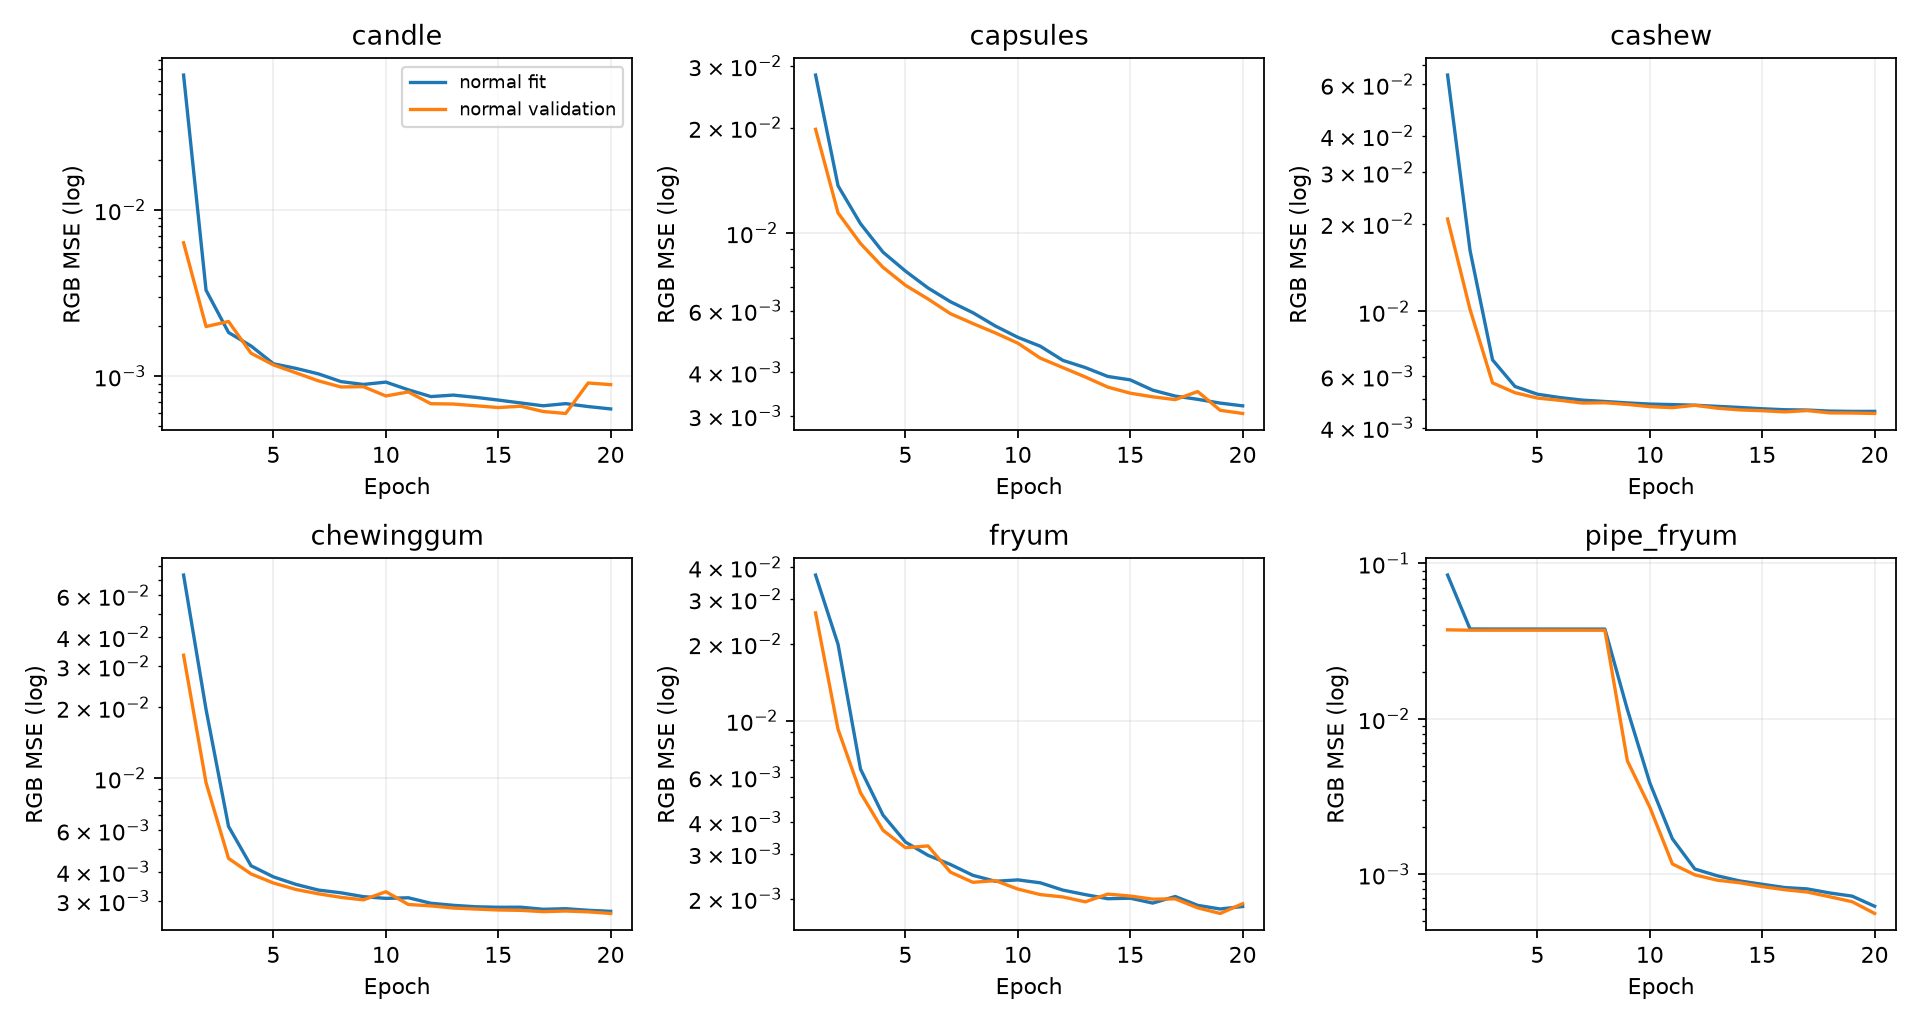 candle
normal fit
normal validation
10⁻²
10⁻³
RGB MSE (log)
5 10 15 20
Epoch
capsules
3 × 10⁻²
2 × 10⁻²
10⁻²
6 × 10⁻³
4 × 10⁻³
3 × 10⁻³
RGB MSE (log)
5 10 15 20
Epoch
cashew
6 × 10⁻²
4 × 10⁻²
3 × 10⁻²
2 × 10⁻²
10⁻²
6 × 10⁻³
4 × 10⁻³
RGB MSE (log)
5 10 15 20
Epoch
chewinggum
6 × 10⁻²
4 × 10⁻²
3 × 10⁻²
2 × 10⁻²
10⁻²
6 × 10⁻³
4 × 10⁻³
3 × 10⁻³
RGB MSE (log)
5 10 15 20
Epoch
fryum
4 × 10⁻²
3 × 10⁻²
2 × 10⁻²
10⁻²
6 × 10⁻³
4 × 10⁻³
3 × 10⁻³
2 × 10⁻³
RGB MSE (log)
5 10 15 20
Epoch
pipe_fryum
10⁻¹
10⁻²
10⁻³
RGB MSE (log)
5 10 15 20
Epoch